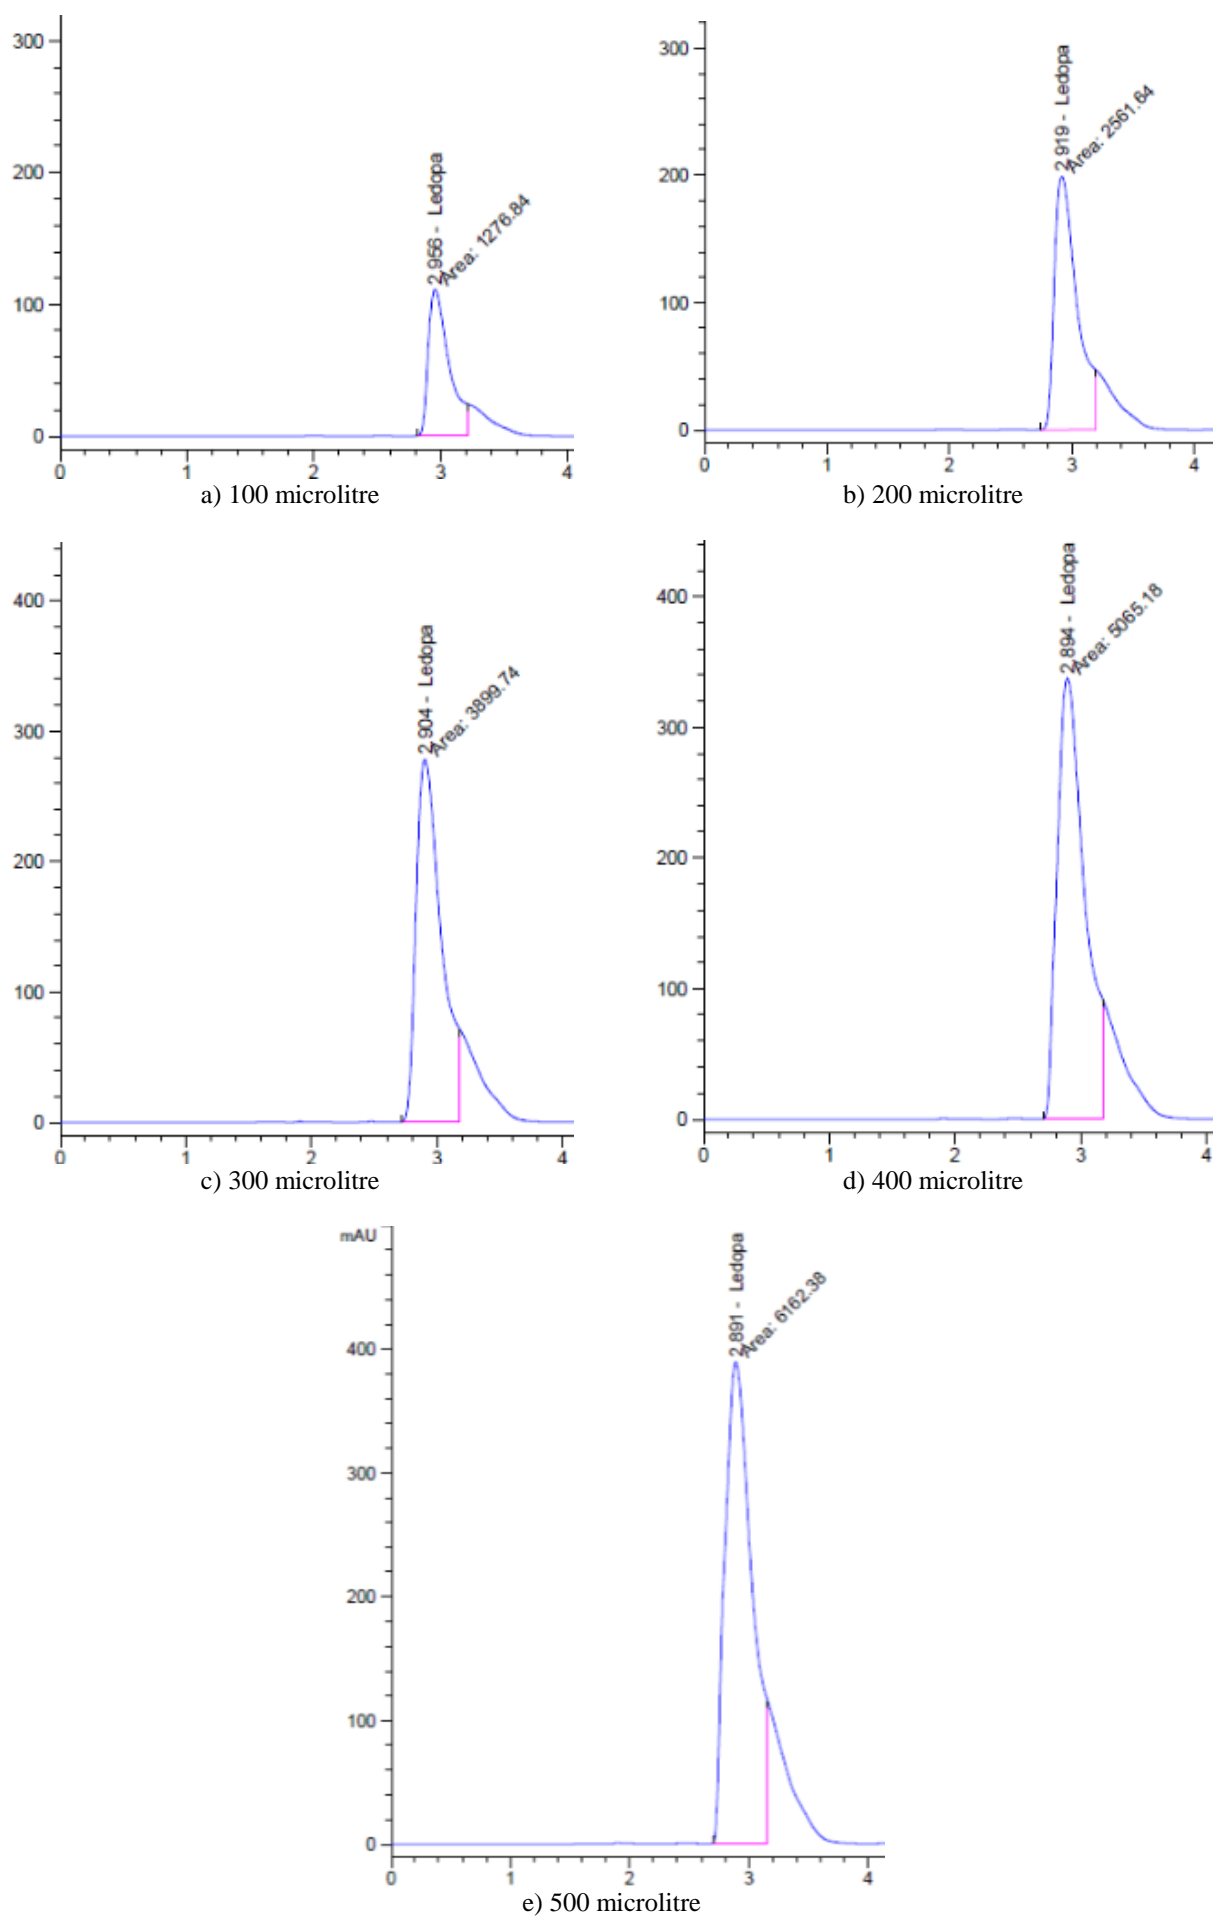 300
200
100
0
0 1 2 3 4
2.956 - Ledopa
Area: 1276.84
a) 100 microlitre
300
200
100
0
0 1 2 3 4
2.919 - Ledopa
Area: 2561.64
b) 200 microlitre
400
300
200
100
0
0 1 2 3 4
2.904 - Ledopa
Area: 3899.74
c) 300 microlitre
400
300
200
100
0
0 1 2 3 4
2.894 - Ledopa
Area: 5065.18
d) 400 microlitre
mAU
400
300
200
100
0
0 1 2 3 4
2.891 - Ledopa
Area: 6162.38
e) 500 microlitre